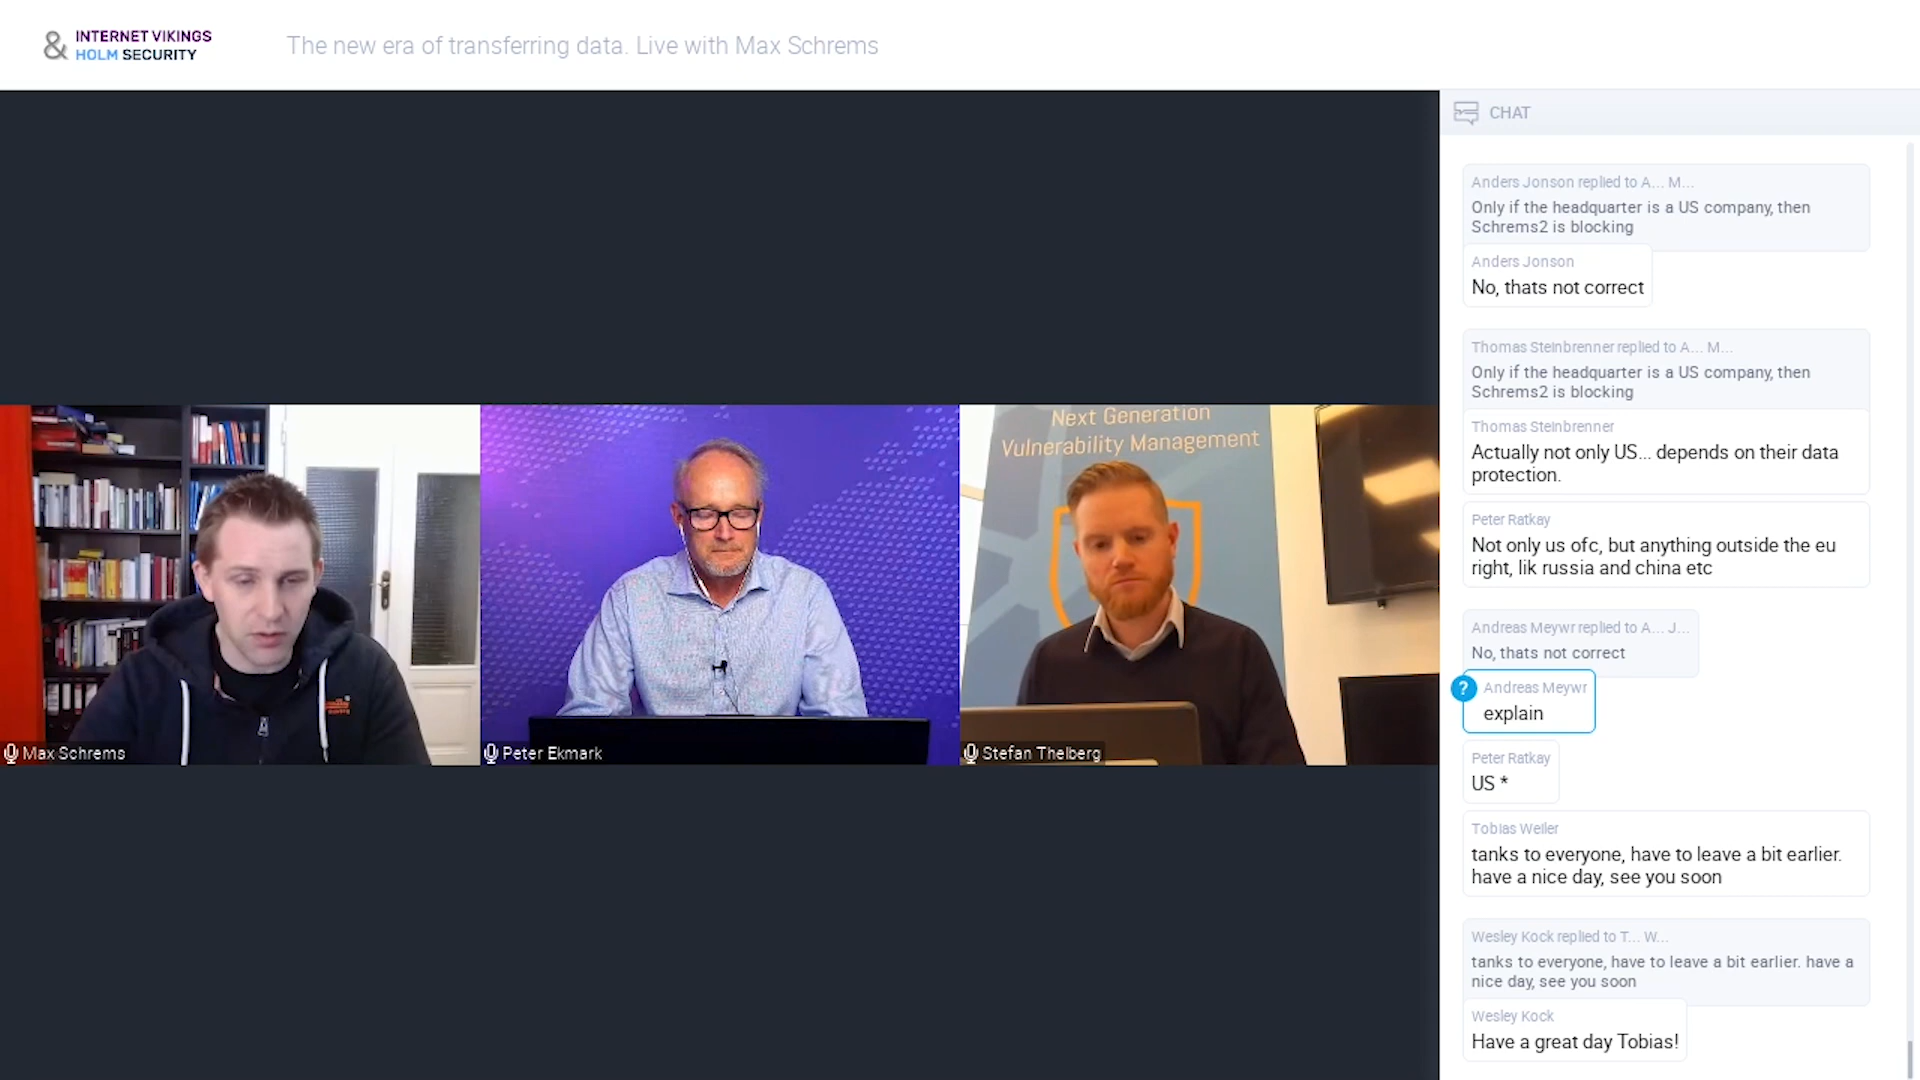 & INTERNET VIKINGS
HOLM SECURITY
The new era of transferring data. Live with Max Schrems
CHAT
Anders Jonson replied to A... M...
Only if the headquarter is a US company, then
Schrems2 is blocking
Anders Jonson
No, thats not correct
Thomas Steinbrenner replied to A... M...
Only if the headquarter is a US company, then
Schrems2 is blocking
Thomas Steinbrenner
Actually not only US... depends on their data
protection.
Peter Ratkay
Not only us ofc, but anything outside the eu
right, lik russia and china etc
Andreas Meywr replied to A... J...
No, thats not correct
? Andreas Meywr
explain
Peter Ratkay
US *
Tobias Weiler
tanks to everyone, have to leave a bit earlier.
have a nice day, see you soon
Wesley Kock replied to T... W...
tanks to everyone, have to leave a bit earlier. have a
nice day, see you soon
Wesley Kock
Have a great day Tobias!
Next Generation
Vulnerability Management
Max Schrems
Peter Ekmark
Stefan Thelberg